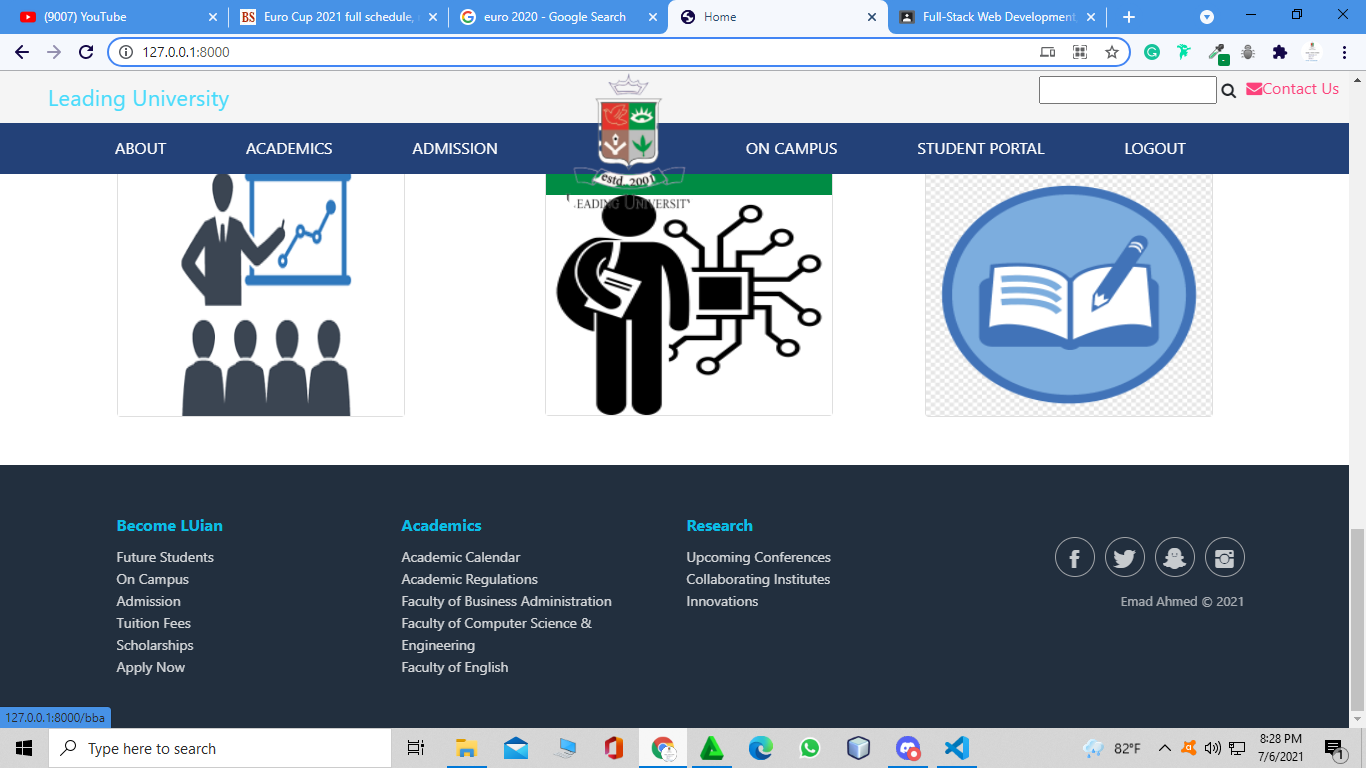 (9007) YouTube
Euro Cup 2021 full schedule,
euro 2020 - Google Search
Home
Full-Stack Web Development
127.0.0.1:8000
Leading University
Contact Us
ABOUT
ACADEMICS
ADMISSION
estd. 2001
LEADING UNIVERSITY
ON CAMPUS
STUDENT PORTAL
LOGOUT
Become LUian
Future Students
On Campus
Admission
Tuition Fees
Scholarships
Apply Now
Academics
Academic Calendar
Academic Regulations
Faculty of Business Administration
Faculty of Computer Science &
Engineering
Faculty of English
Research
Upcoming Conferences
Collaborating Institutes
Innovations
Emad Ahmed © 2021
127.0.0.1:8000/bba
Type here to search
82°F
8:28 PM
7/6/2021
1